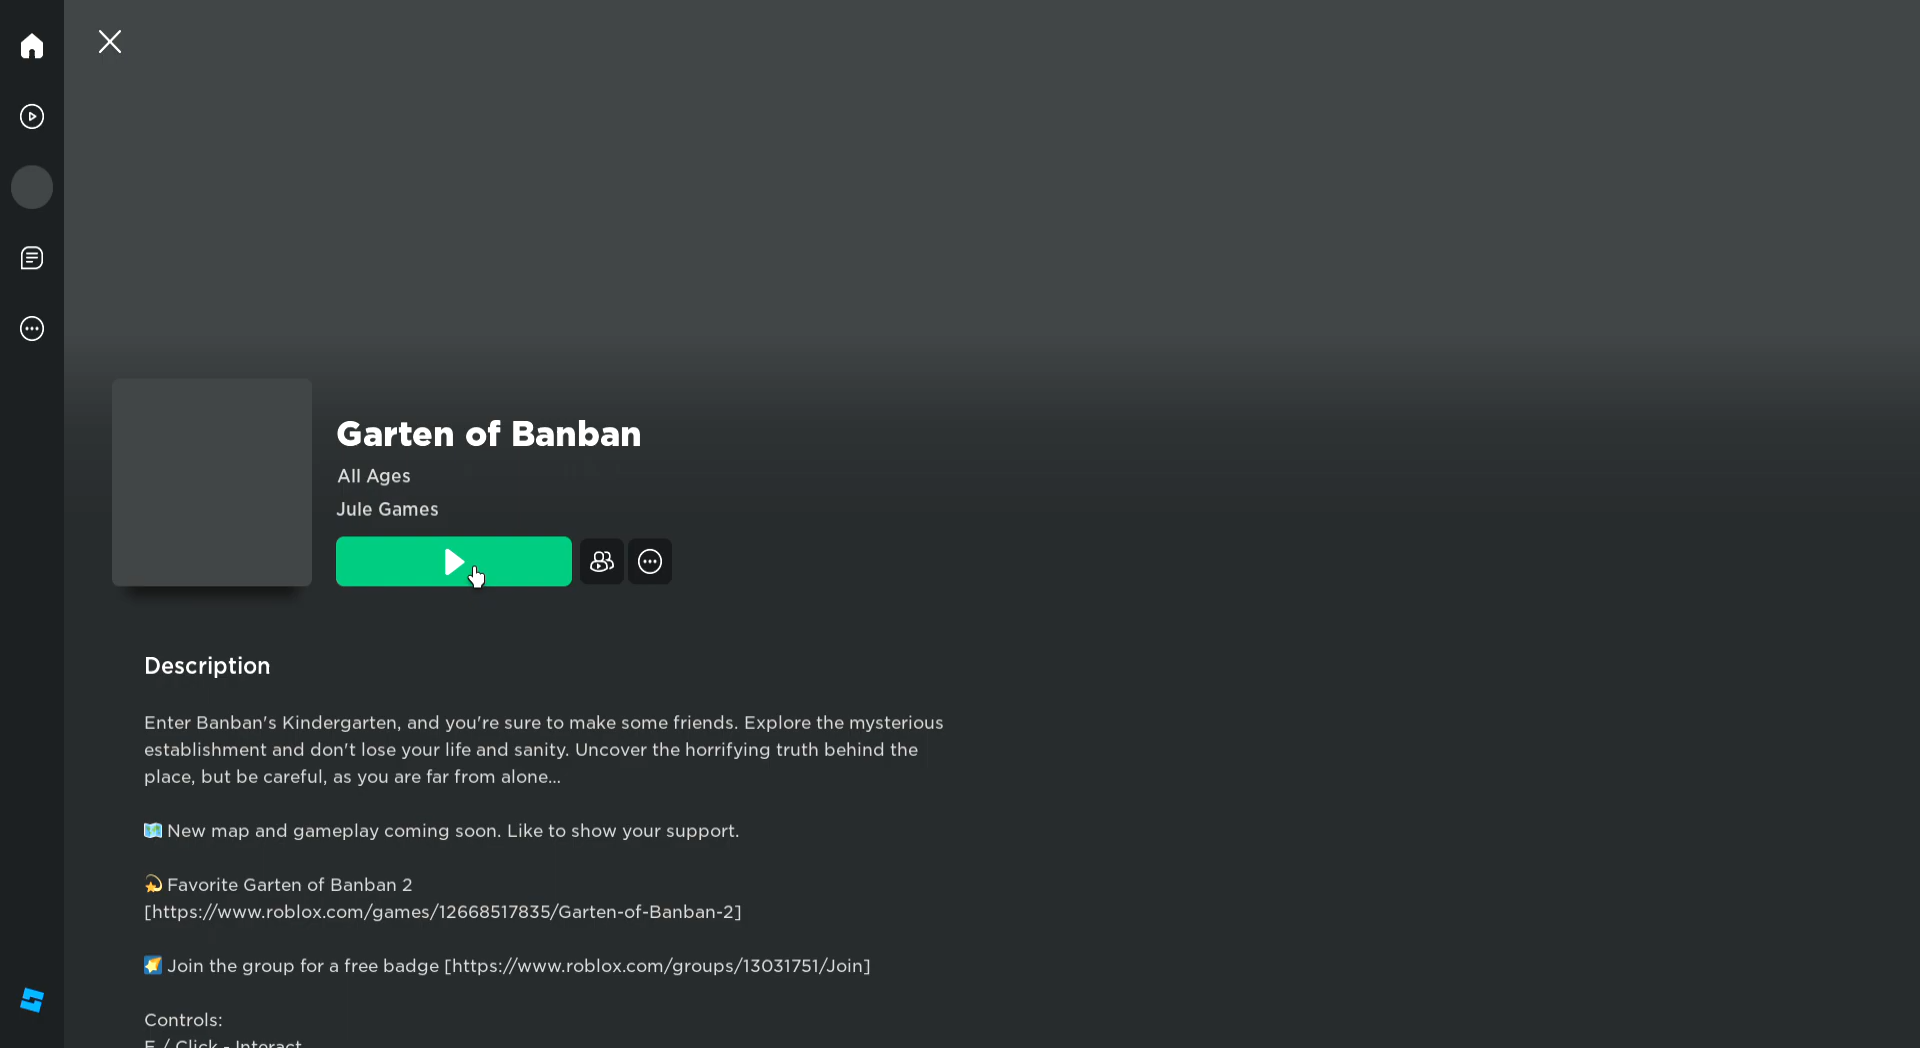 Garten of Banban
All Ages
Jule Games
Description
Enter Banban's Kindergarten, and you're sure to make some friends. Explore the mysterious
establishment and don't lose your life and sanity. Uncover the horrifying truth behind the
place, but be careful, as you are far from alone...
New map and gameplay coming soon. Like to show your support.
Favorite Garten of Banban 2
[https://www.roblox.com/games/12668517835/Garten-of-Banban-2]
Join the group for a free badge [https://www.roblox.com/groups/13031751/Join]
Controls:
E / Click - Interact